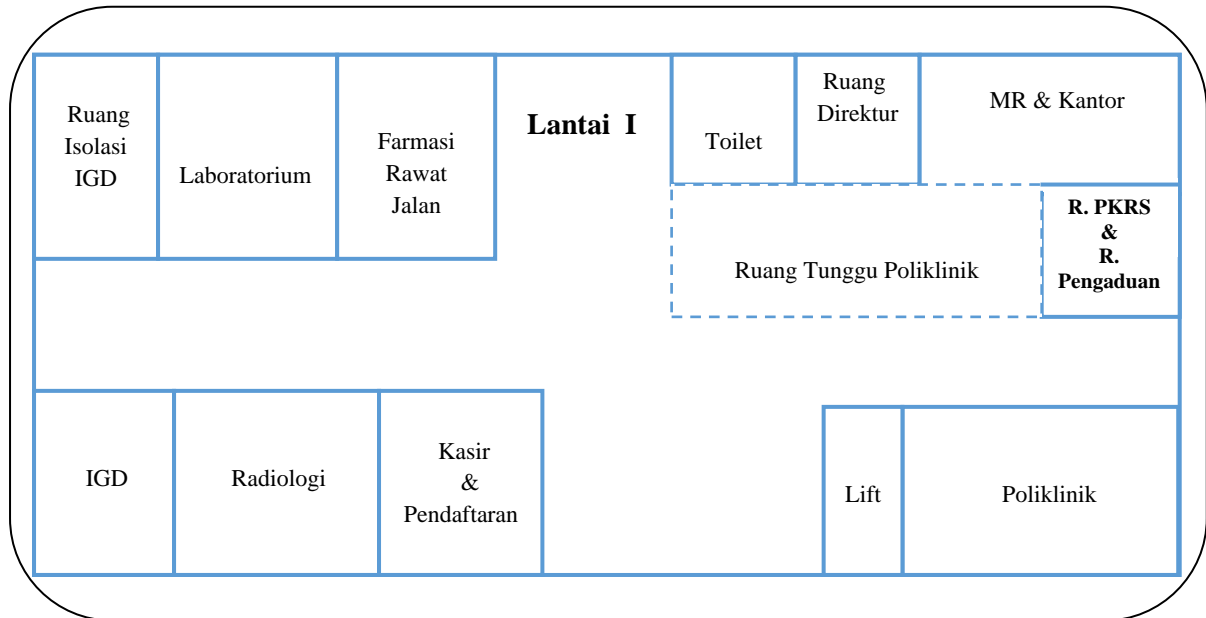 Ruang
Isolasi
IGD
Laboratorium
Farmasi
Rawat
Jalan
Lantai I
Toilet
Ruang
Direktur
MR & Kantor
Ruang Tunggu Poliklinik
R. PKRS
&
R.
Pengaduan
IGD
Radiologi
Kasir
&
Pendaftaran
Lift
Poliklinik